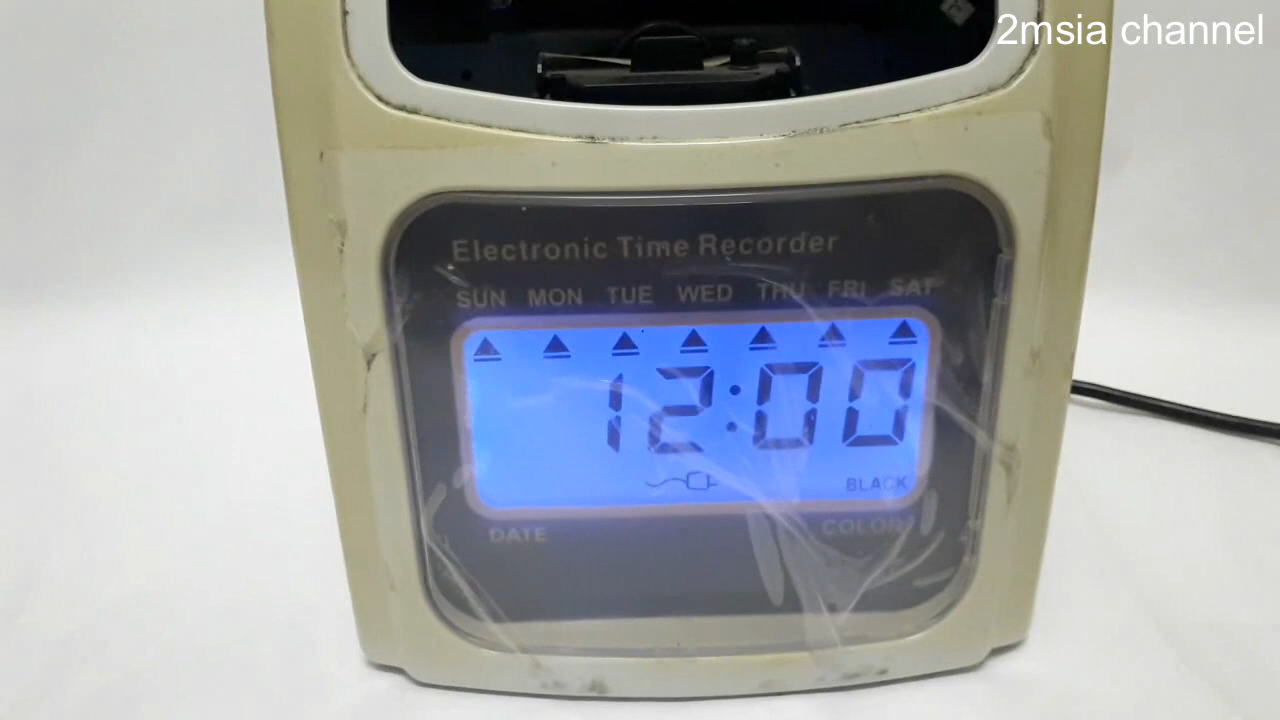 2msia channel
Electronic Time Recorder
SUN MON TUE WED THU FRI SAT
12:00
BLACK
DATE COLOR